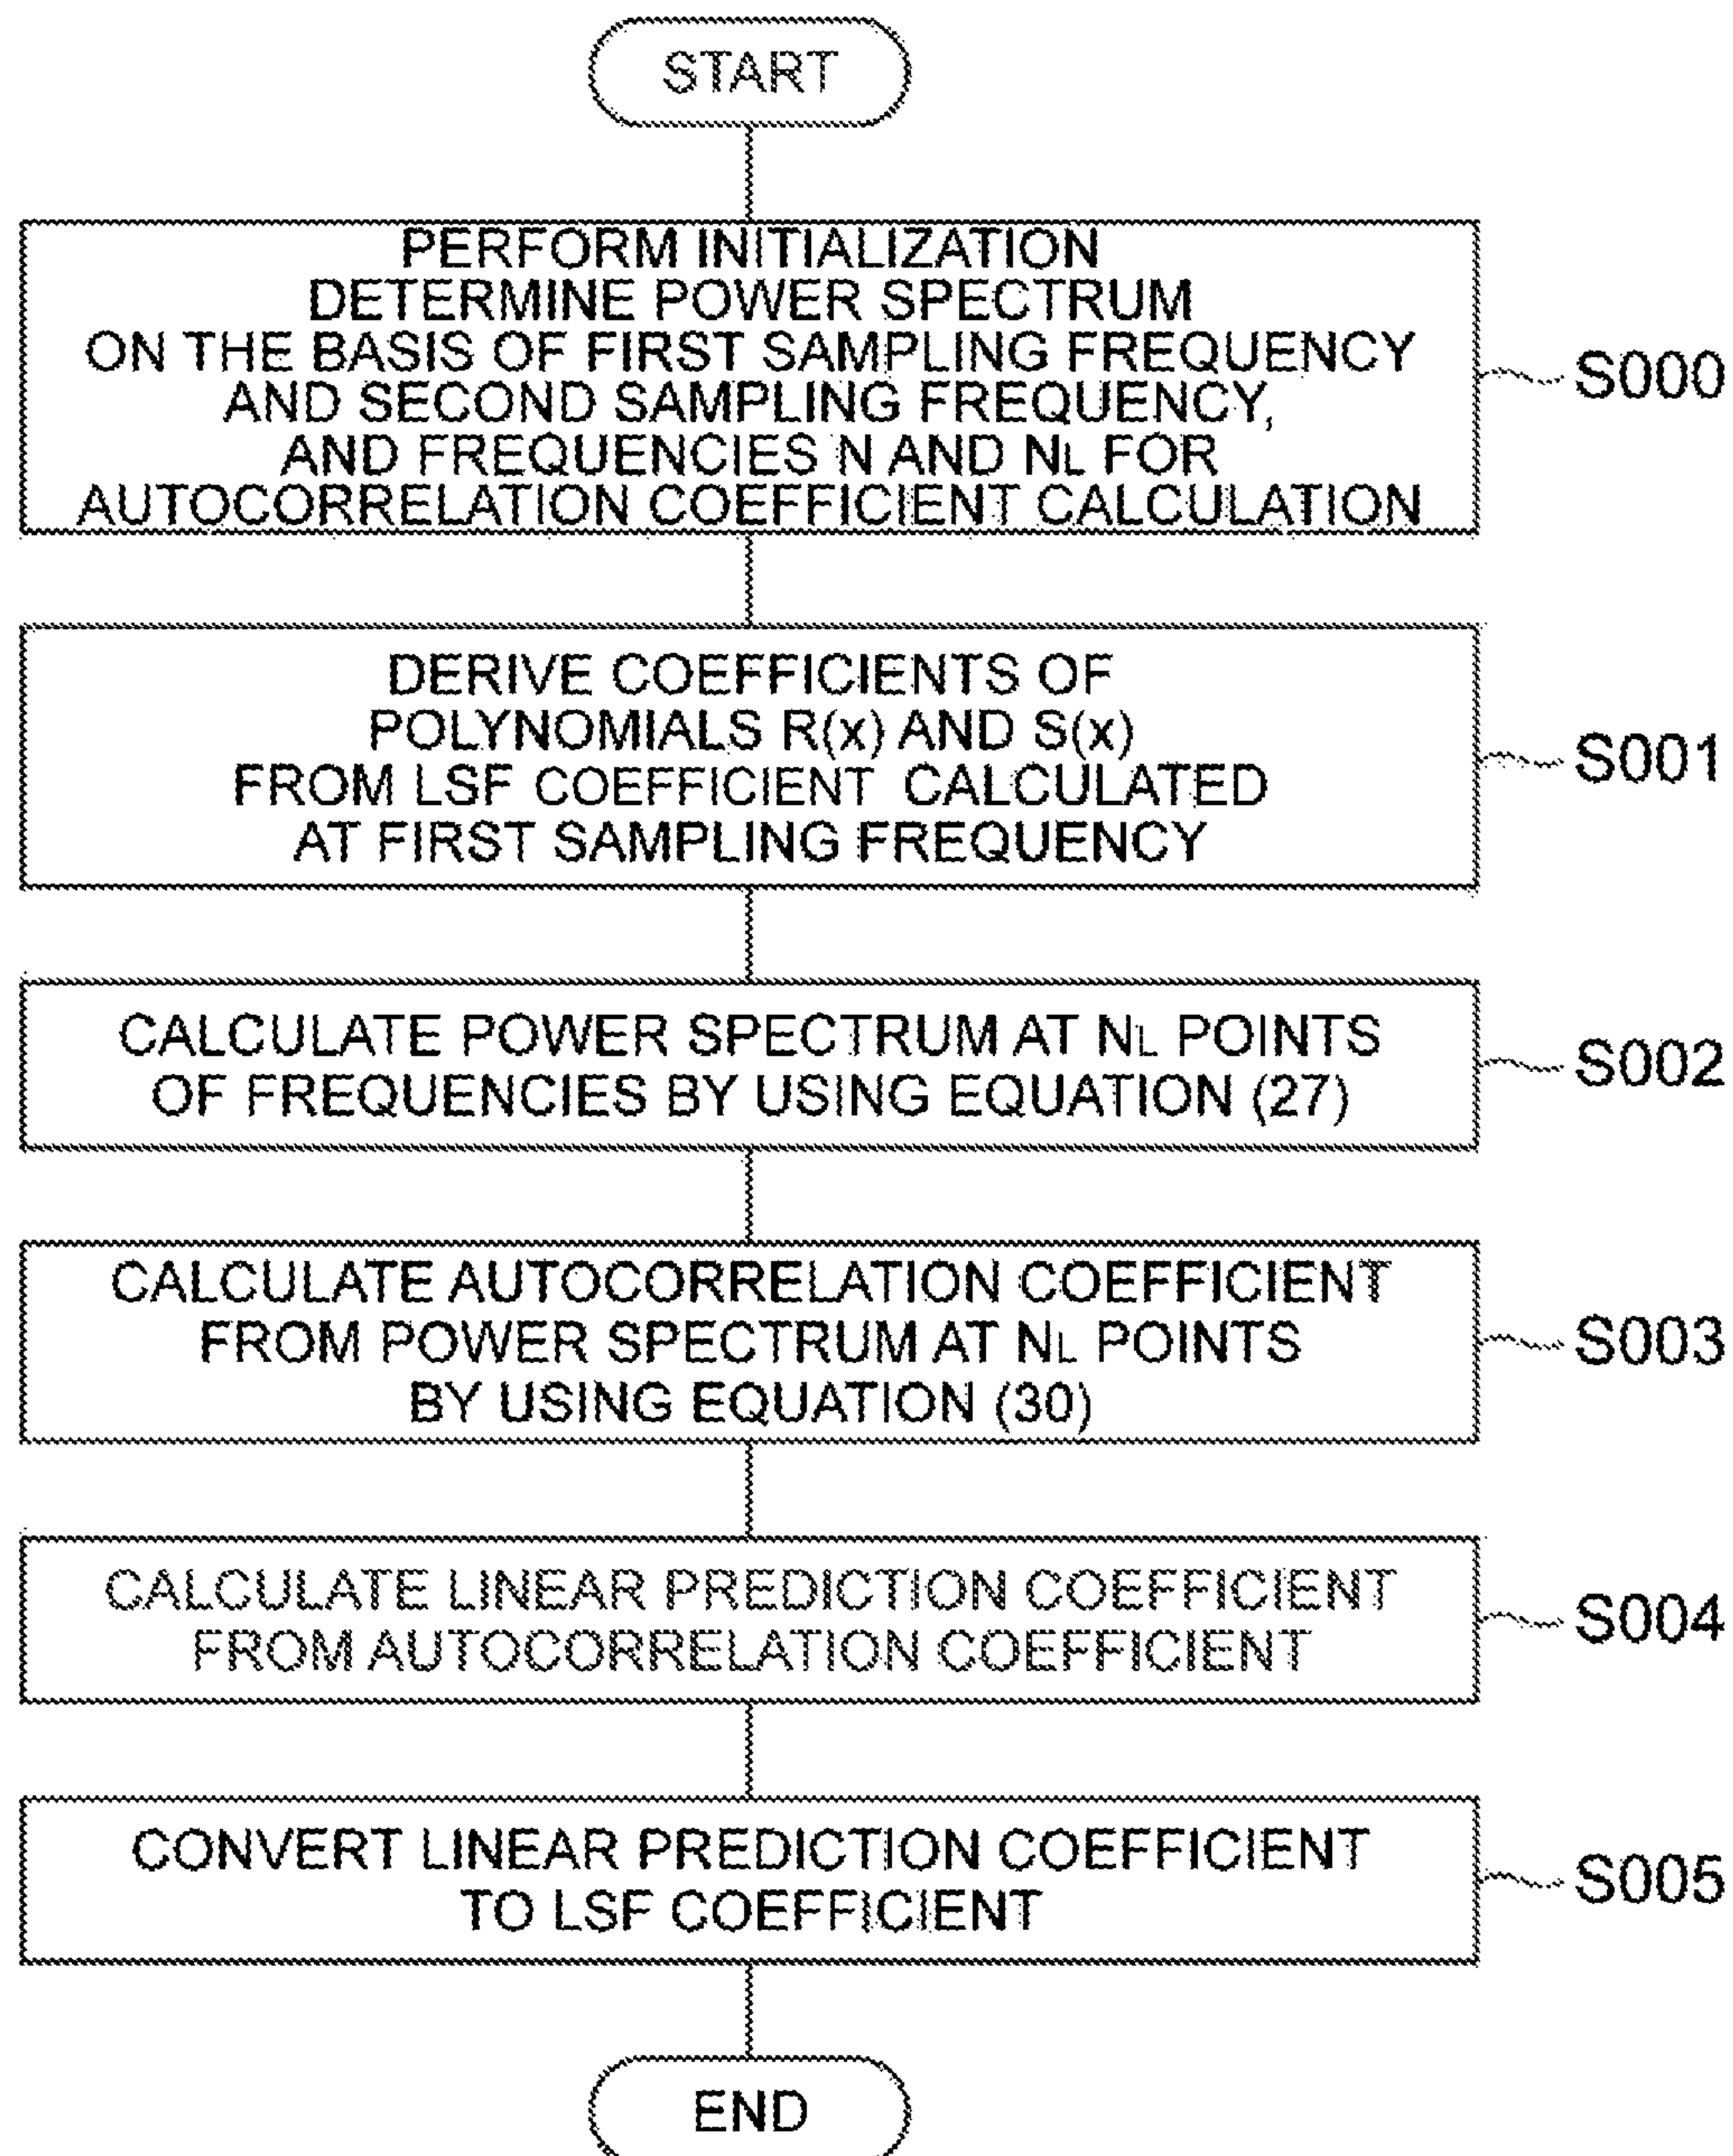 START
PERFORM INITIALIZATION
DETERMINE POWER SPECTRUM
ON THE BASIS OF FIRST SAMPLING FREQUENCY
AND SECOND SAMPLING FREQUENCY,
AND FREQUENCIES N AND NL FOR
AUTOCORRELATION COEFFICIENT CALCULATION
S000
DERIVE COEFFICIENTS OF
POLYNOMIALS R(x) AND S(x)
FROM LSF COEFFICIENT CALCULATED
AT FIRST SAMPLING FREQUENCY
S001
CALCULATE POWER SPECTRUM AT NL POINTS
OF FREQUENCIES BY USING EQUATION (27)
S002
CALCULATE AUTOCORRELATION COEFFICIENT
FROM POWER SPECTRUM AT NL POINTS
BY USING EQUATION (30)
S003
CALCULATE LINEAR PREDICTION COEFFICIENT
FROM AUTOCORRELATION COEFFICIENT
S004
CONVERT LINEAR PREDICTION COEFFICIENT
TO LSF COEFFICIENT
S005
END